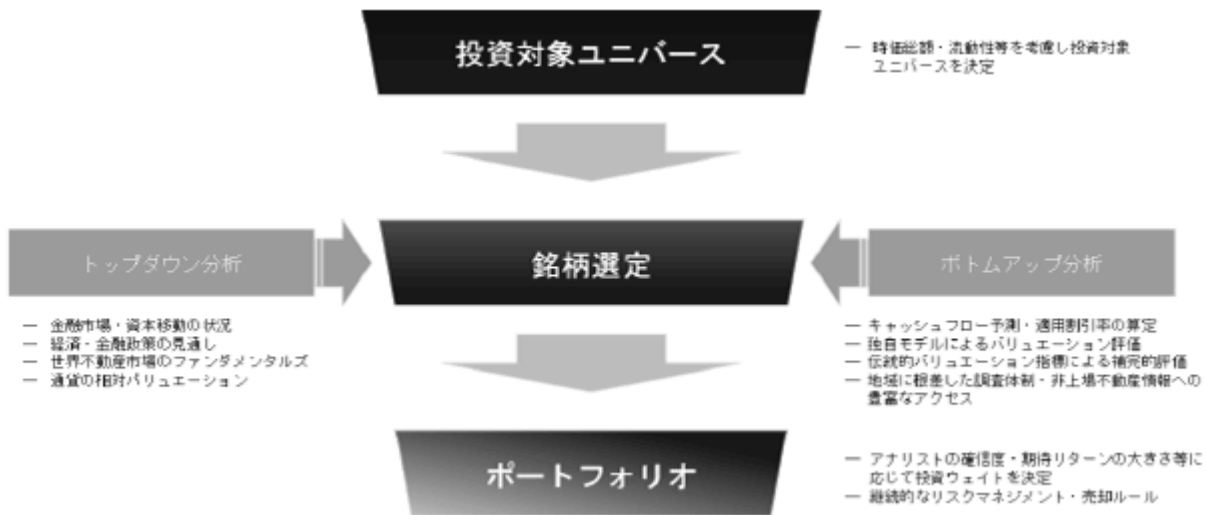 投資対象ユニバース
― 時価総額・流動性等を考慮し投資対象
ユニバースを決定
トップダウン分析
銘柄選定
ボトムアップ分析
― 金融市場・資本移動の状況
― 経済・金融政策の見通し
― 世界不動産市場のファンダメンタルズ
― 通貨の相対バリュエーション
― キャッシュフロー予測・適用割引率の算定
― 独自モデルによるバリュエーション評価
― 伝統的バリュエーション指標による補完的評価
― 地域に根差した調査体制・非上場不動産情報への
豊富なアクセス
ポートフォリオ
― アナリストの確信度・期待リターンの大きさ等に
応じて投資ウェイトを決定
― 継続的なリスクマネジメント・売却ルール